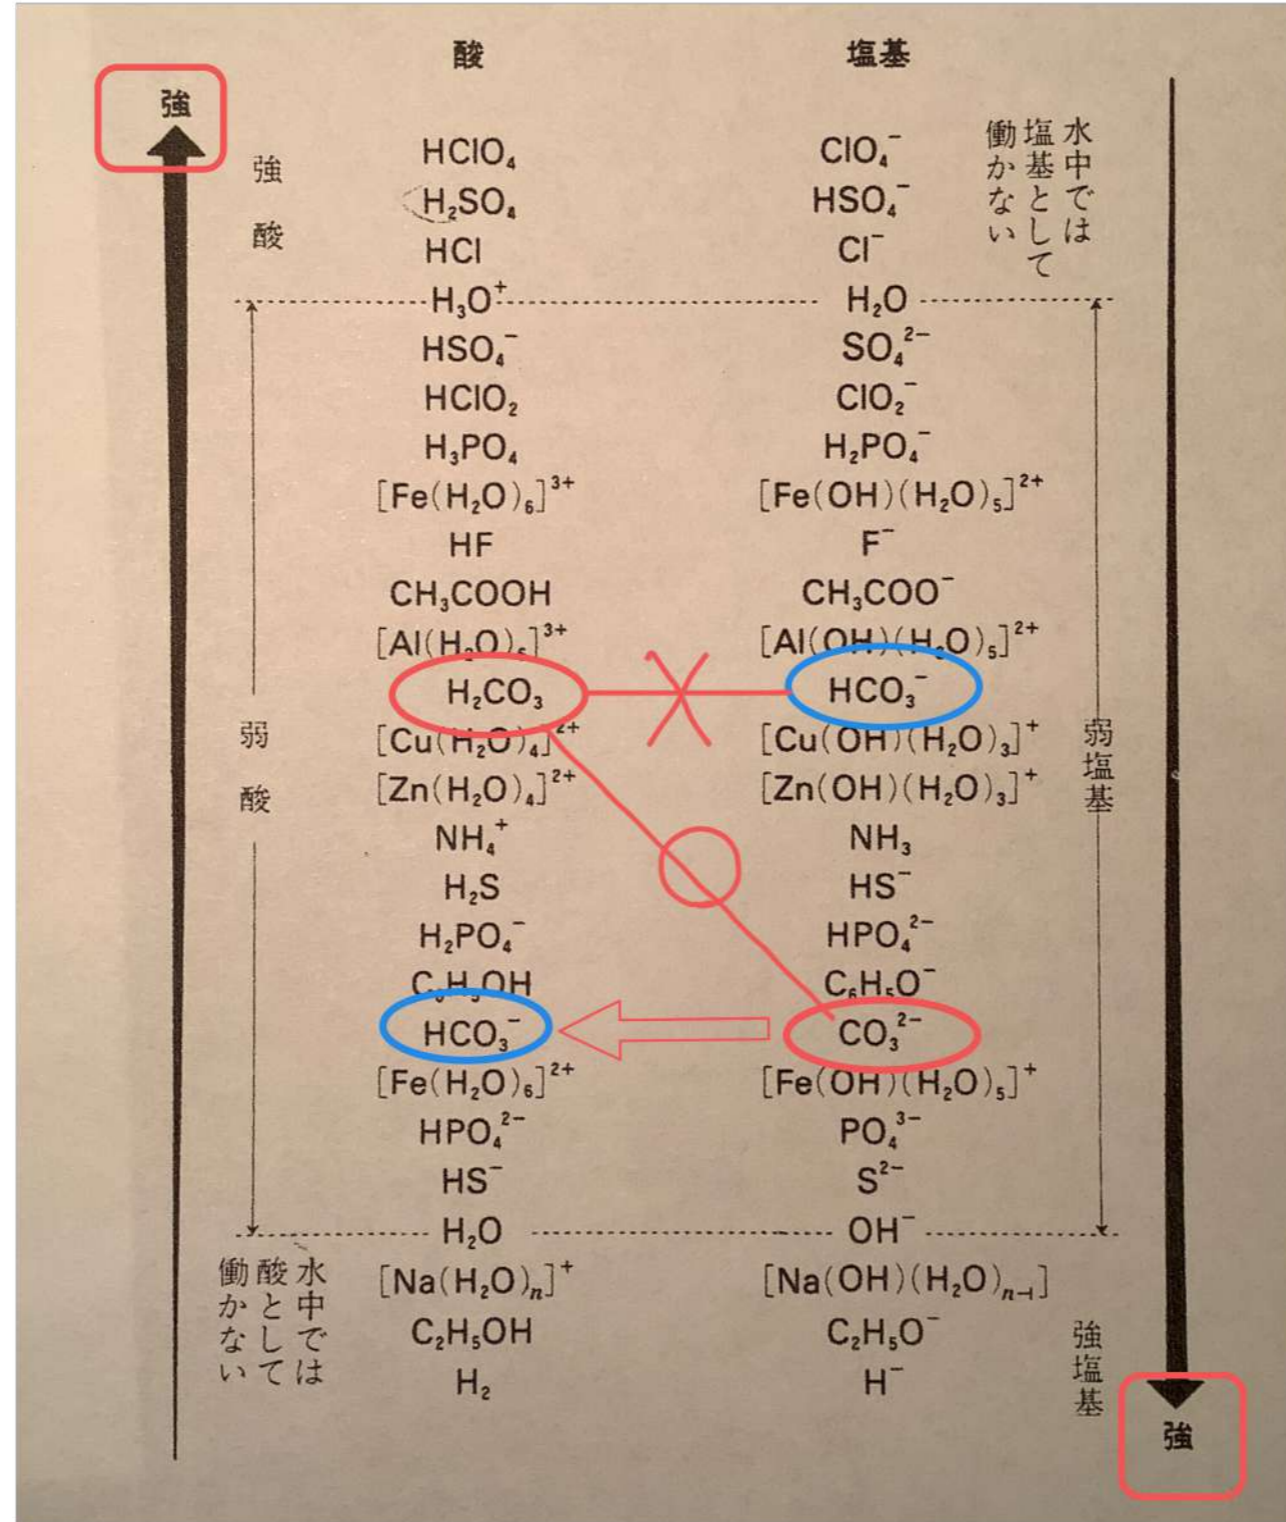 酸 塩基
強
強酸
水中では
塩基として
働かない
HClO₄ ClO₄⁻
H₂SO₄ HSO₄⁻
HCl Cl⁻
H₃O⁺ H₂O
HSO₄⁻ SO₄²⁻
HClO₂ ClO₂⁻
H₃PO₄ H₂PO₄⁻
[Fe(H₂O)₆]³⁺ [Fe(OH)(H₂O)₅]²⁺
HF F⁻
CH₃COOH CH₃COO⁻
[Al(H₂O)₆]³⁺ [Al(OH)(H₂O)₅]²⁺
H₂CO₃ HCO₃⁻
[Cu(H₂O)₄]²⁺ [Cu(OH)(H₂O)₃]⁺
弱酸
弱塩基
[Zn(H₂O)₄]²⁺ [Zn(OH)(H₂O)₃]⁺
NH₄⁺ NH₃
H₂S HS⁻
H₂PO₄⁻ HPO₄²⁻
C₆H₅OH C₆H₅O⁻
HCO₃⁻ CO₃²⁻
[Fe(H₂O)₆]²⁺ [Fe(OH)(H₂O)₅]⁺
HPO₄²⁻ PO₄³⁻
HS⁻ S²⁻
H₂O OH⁻
水中では
酸として
働かない
[Na(H₂O)ₙ]⁺ [Na(OH)(H₂O)ₙ₋₁]
C₂H₅OH C₂H₅O⁻
H₂ H⁻
強塩基
強